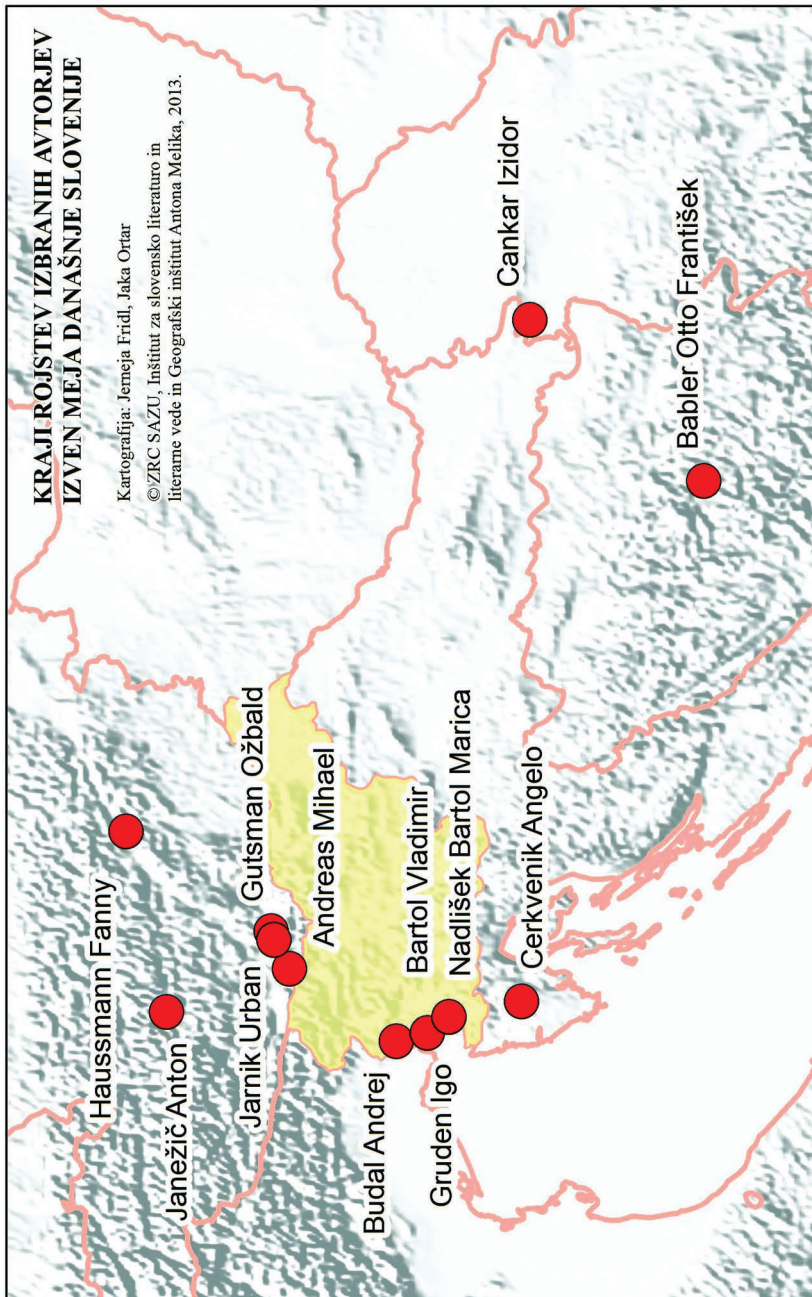 KRAJI ROJSTEV IZBRANIH AVTORJEV
IZVEN MEJA DANAŠNJE SLOVENIJE
Kartografija: Jerneja Fridl, Jaka Ortar
© ZRC SAZU, Inštitut za slovensko literaturo in
literarne vede in Geografski inštitut Antona Melika, 2013.
Haussmann Fanny
Janežič Anton
Jarnik Urban
Gutsman Ožbald
Andreas Mihael
Budal Andrej
Bartol Vladimir
Gruden Igo
Nadlišek Bartol Marica
Cerkvenik Angelo
Cankar Izidor
Babler Otto František